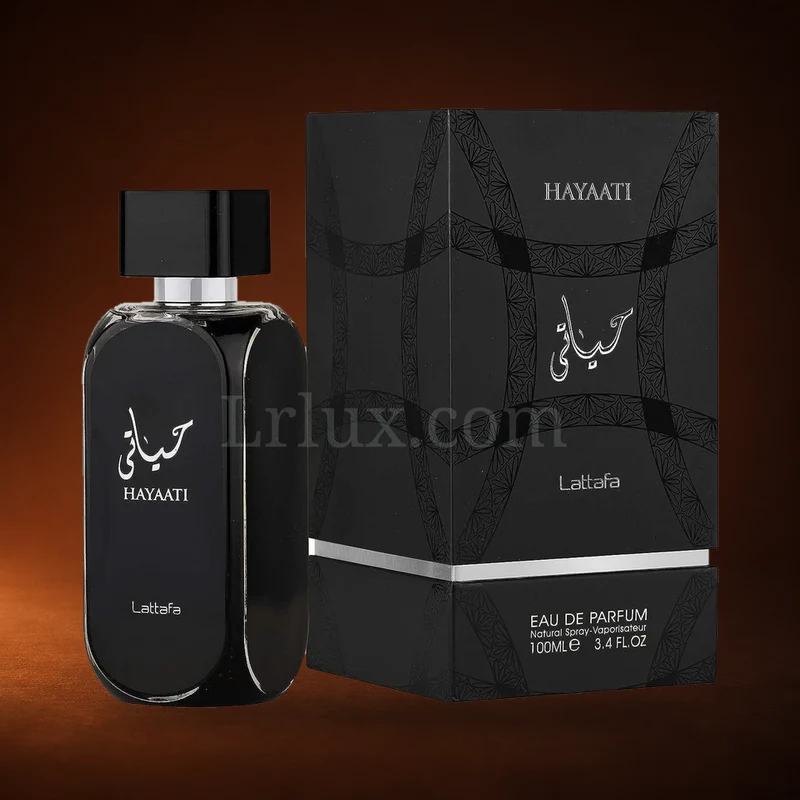 حياتي
HAYAATI
Lattafa
HAYAATI
حياتي
Lattafa
EAU DE PARFUM
Natural Spray-Vaporisateur
100ML℮ 3.4 FL.OZ
Lrlux.com